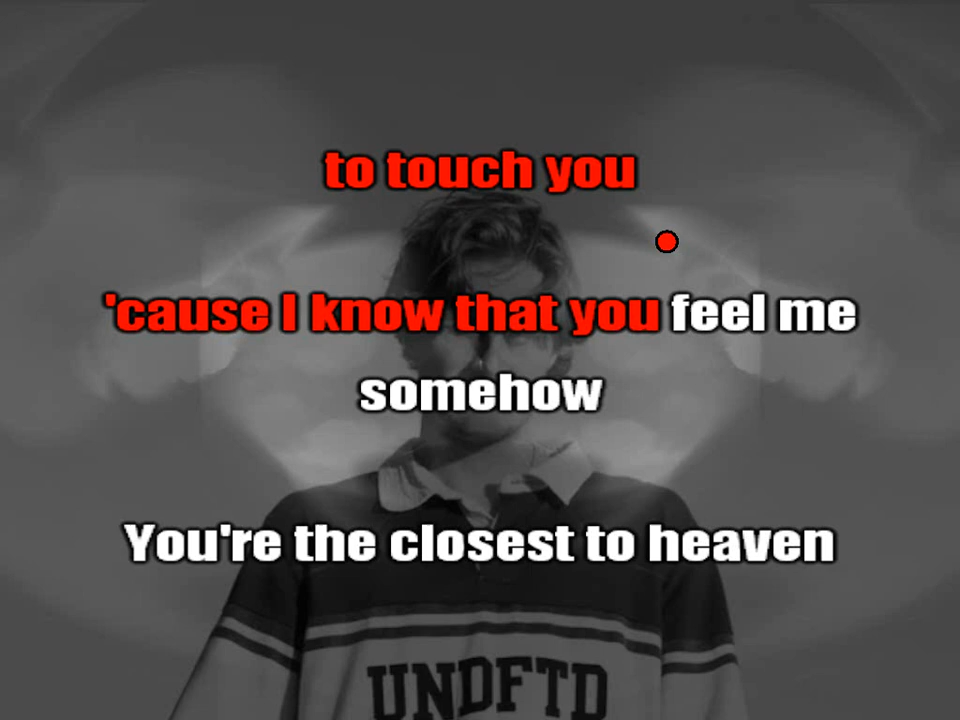 to touch you
'cause I know that you feel me
somehow
You're the closest to heaven
UNDFTD